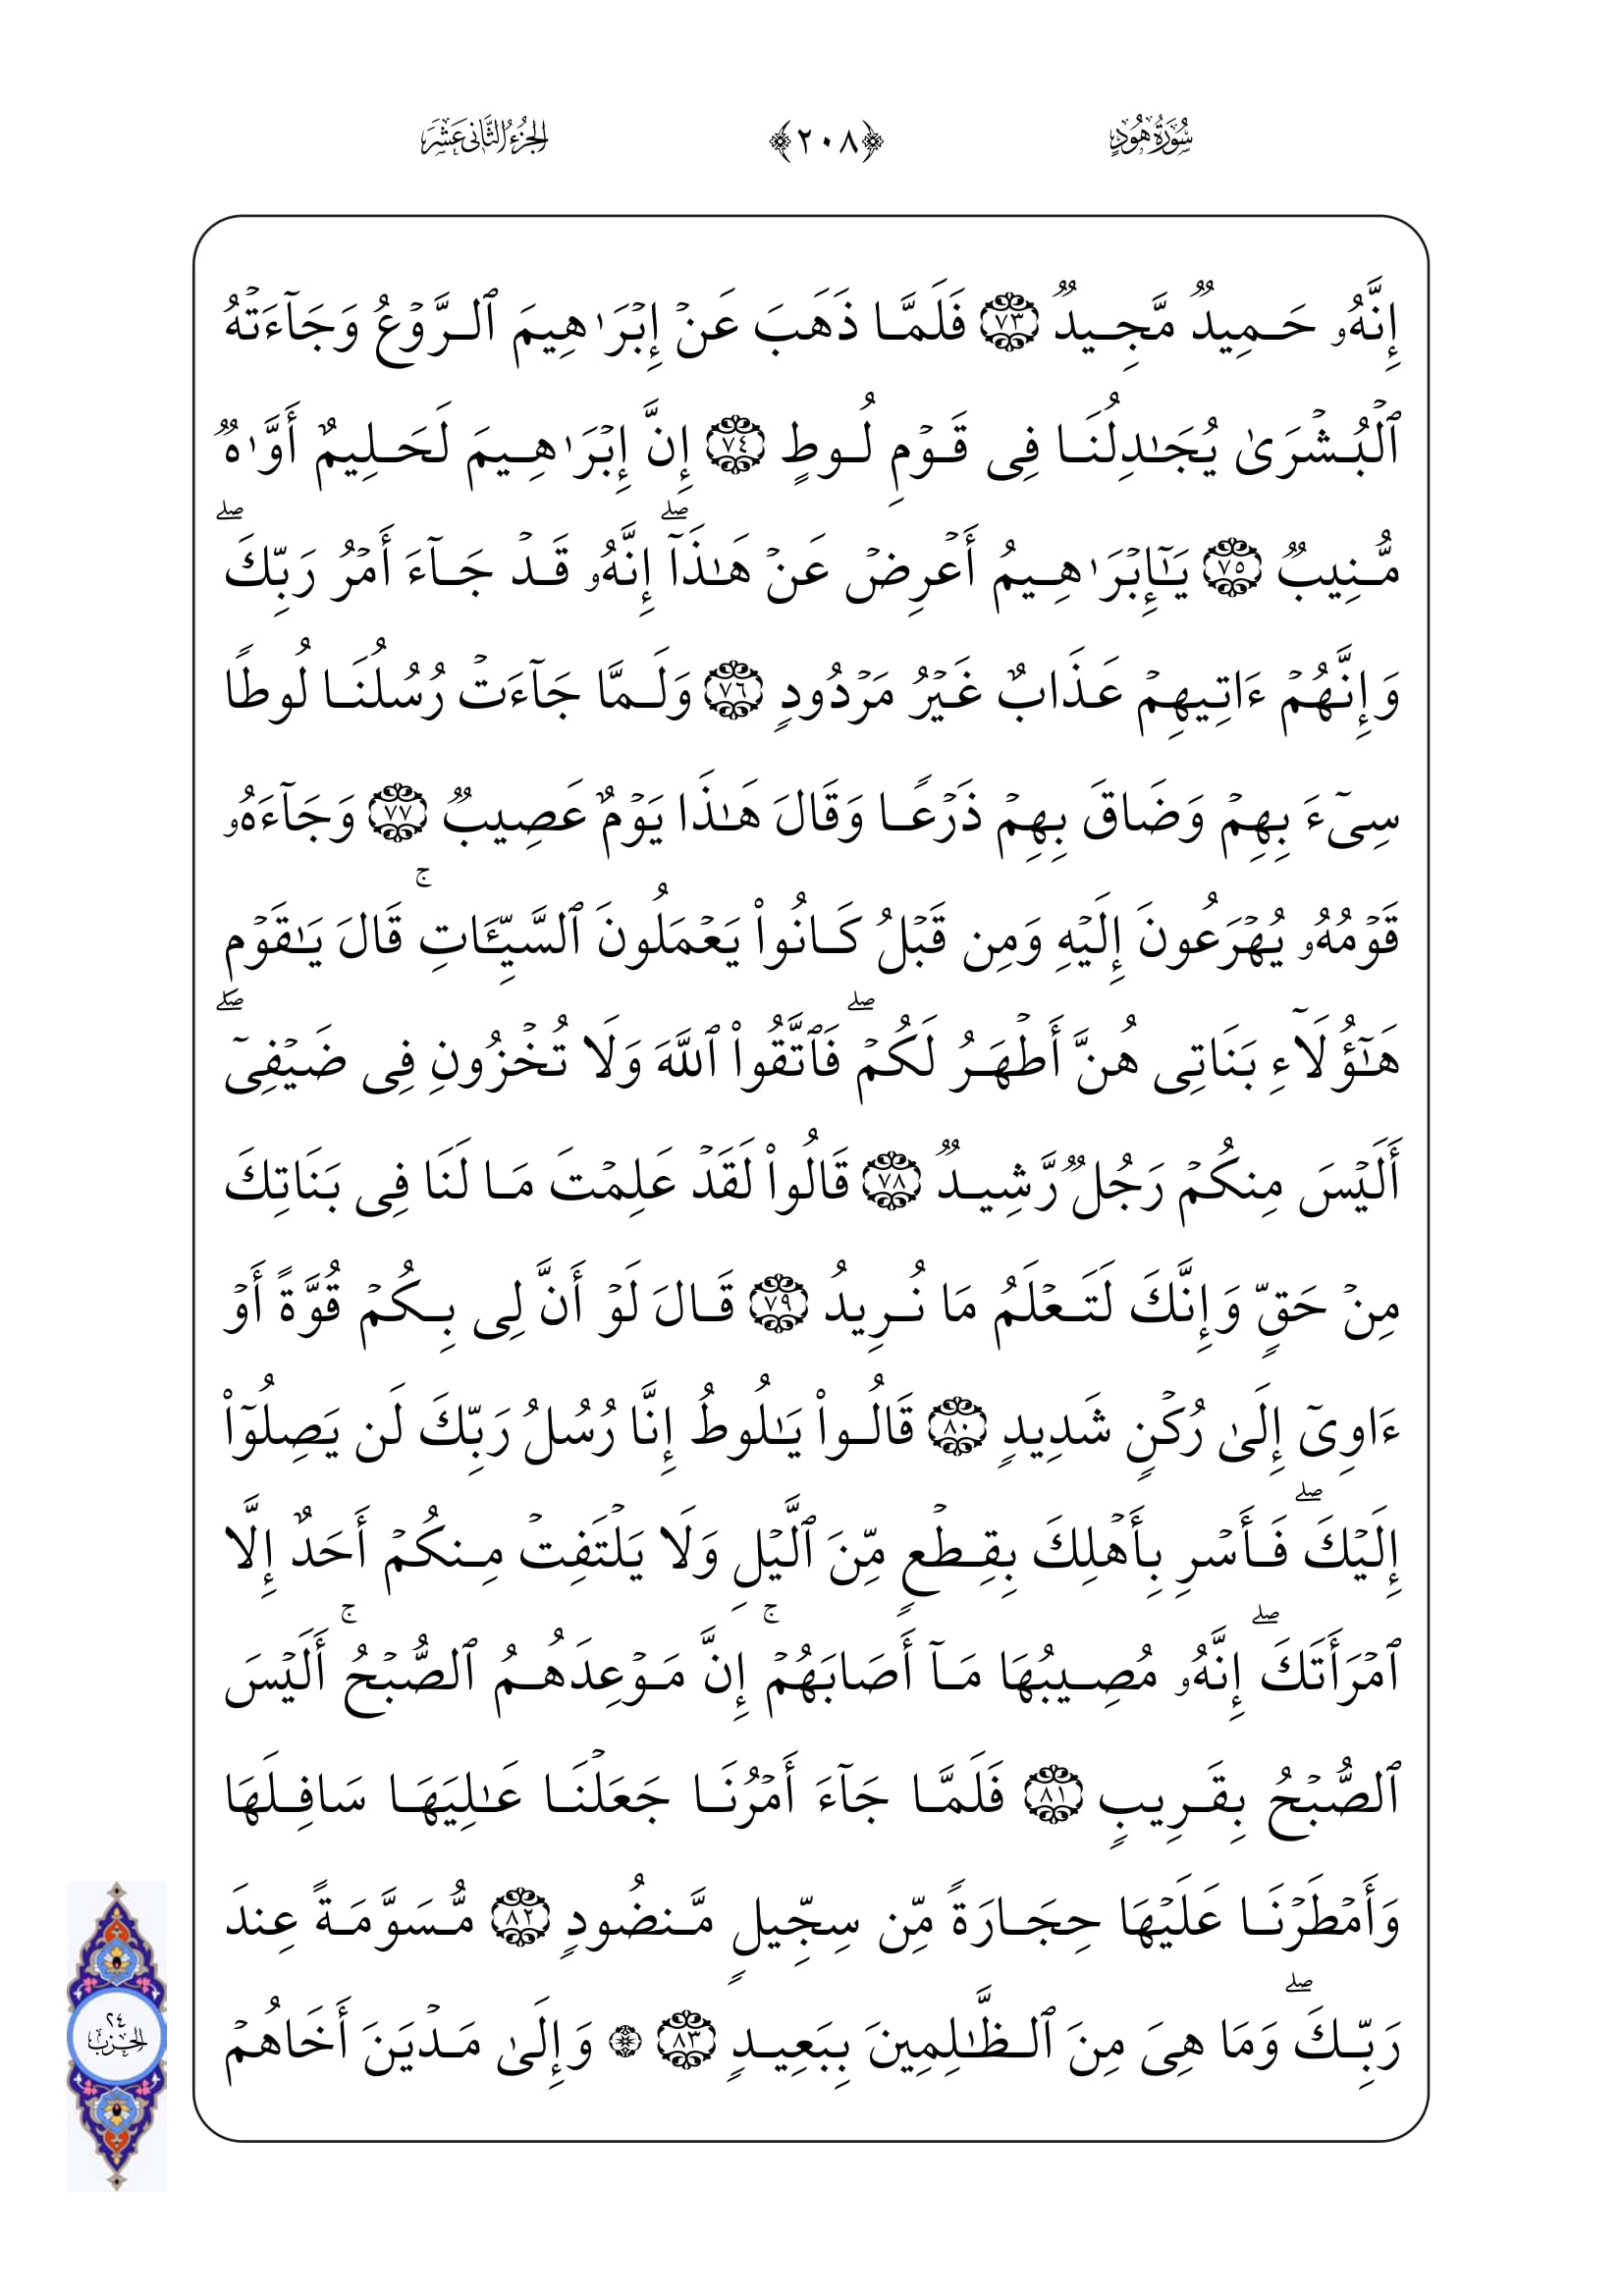 سُورَةُ هُودٍ ﴿٢٠٨﴾ الجُزءُ الثَّانِى عَشَرَ
إِنَّهُۥ حَمِيدٌ مَّجِيدٌ ٧٣ فَلَمَّا ذَهَبَ عَنۡ إِبۡرَٰهِيمَ ٱلرَّوۡعُ وَجَآءَتۡهُ
ٱلۡبُشۡرَىٰ يُجَٰدِلُنَا فِى قَوۡمِ لُوطٍ ٧٤ إِنَّ إِبۡرَٰهِيمَ لَحَلِيمٌ أَوَّٰهٌ
مُّنِيبٌ ٧٥ يَٰٓإِبۡرَٰهِيمُ أَعۡرِضۡ عَنۡ هَٰذَآۖ إِنَّهُۥ قَدۡ جَآءَ أَمۡرُ رَبِّكَۖ
وَإِنَّهُمۡ ءَاتِيهِمۡ عَذَابٌ غَيۡرُ مَرۡدُودٍ ٧٦ وَلَمَّا جَآءَتۡ رُسُلُنَا لُوطًا
سِىٓءَ بِهِمۡ وَضَاقَ بِهِمۡ ذَرۡعًا وَقَالَ هَٰذَا يَوۡمٌ عَصِيبٌ ٧٧ وَجَآءَهُۥ
قَوۡمُهُۥ يُهۡرَعُونَ إِلَيۡهِ وَمِن قَبۡلُ كَانُواْ يَعۡمَلُونَ ٱلسَّيِّـَٔاتِۚ قَالَ يَٰقَوۡمِ
هَٰٓؤُلَآءِ بَنَاتِى هُنَّ أَطۡهَرُ لَكُمۡۖ فَٱتَّقُواْ ٱللَّهَ وَلَا تُخۡزُونِ فِى ضَيۡفِىٓۖ
أَلَيۡسَ مِنكُمۡ رَجُلٌ رَّشِيدٌ ٧٨ قَالُواْ لَقَدۡ عَلِمۡتَ مَا لَنَا فِى بَنَاتِكَ
مِنۡ حَقٍّ وَإِنَّكَ لَتَعۡلَمُ مَا نُرِيدُ ٧٩ قَالَ لَوۡ أَنَّ لِى بِكُمۡ قُوَّةً أَوۡ
ءَاوِىٓ إِلَىٰ رُكۡنٍ شَدِيدٍ ٨٠ قَالُواْ يَٰلُوطُ إِنَّا رُسُلُ رَبِّكَ لَن يَصِلُوٓاْ
إِلَيۡكَۖ فَأَسۡرِ بِأَهۡلِكَ بِقِطۡعٍ مِّنَ ٱلَّيۡلِ وَلَا يَلۡتَفِتۡ مِنكُمۡ أَحَدٌ إِلَّا
ٱمۡرَأَتَكَۖ إِنَّهُۥ مُصِيبُهَا مَآ أَصَابَهُمۡۚ إِنَّ مَوۡعِدَهُمُ ٱلصُّبۡحُۚ أَلَيۡسَ
ٱلصُّبۡحُ بِقَرِيبٍ ٨١ فَلَمَّا جَآءَ أَمۡرُنَا جَعَلۡنَا عَٰلِيَهَا سَافِلَهَا
وَأَمۡطَرۡنَا عَلَيۡهَا حِجَارَةً مِّن سِجِّيلٍ مَّنضُودٍ ٨٢ مُّسَوَّمَةً عِندَ
رَبِّكَۖ وَمَا هِىَ مِنَ ٱلظَّٰلِمِينَ بِبَعِيدٍ ٨٣ ۞ وَإِلَىٰ مَدۡيَنَ أَخَاهُمۡ
٢٤
الحزب